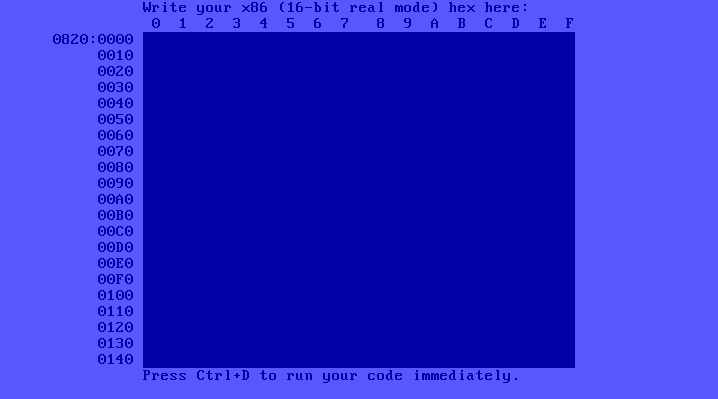 Write your x86 (16-bit real mode) hex here:
0 1 2 3 4 5 6 7 8 9 A B C D E F
0820:0000
0010
0020
0030
0040
0050
0060
0070
0080
0090
00A0
00B0
00C0
00D0
00E0
00F0
0100
0110
0120
0130
0140
Press Ctrl+D to run your code immediately.